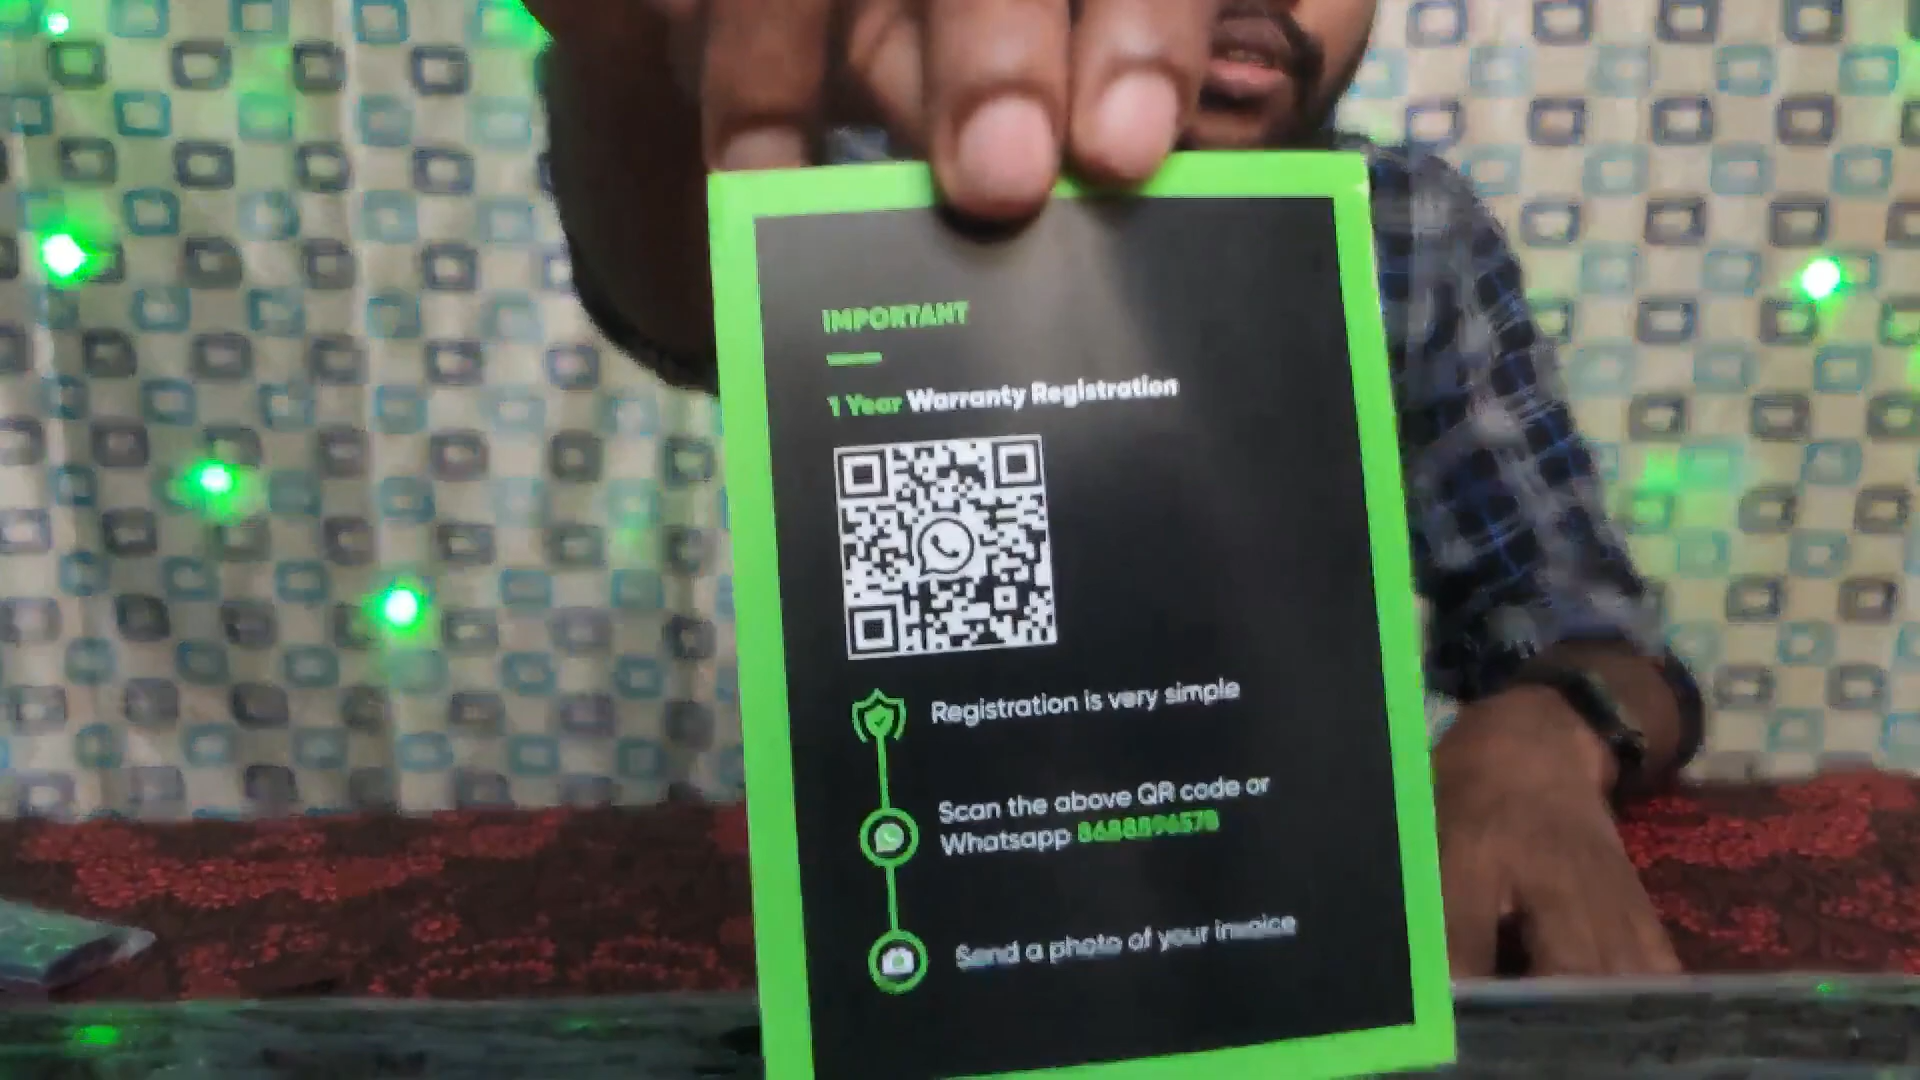 IMPORTANT
1 Year Warranty Registration
Registration is very simple
Scan the above QR code or
Whatsapp 8688896578
Send a photo of your invoice